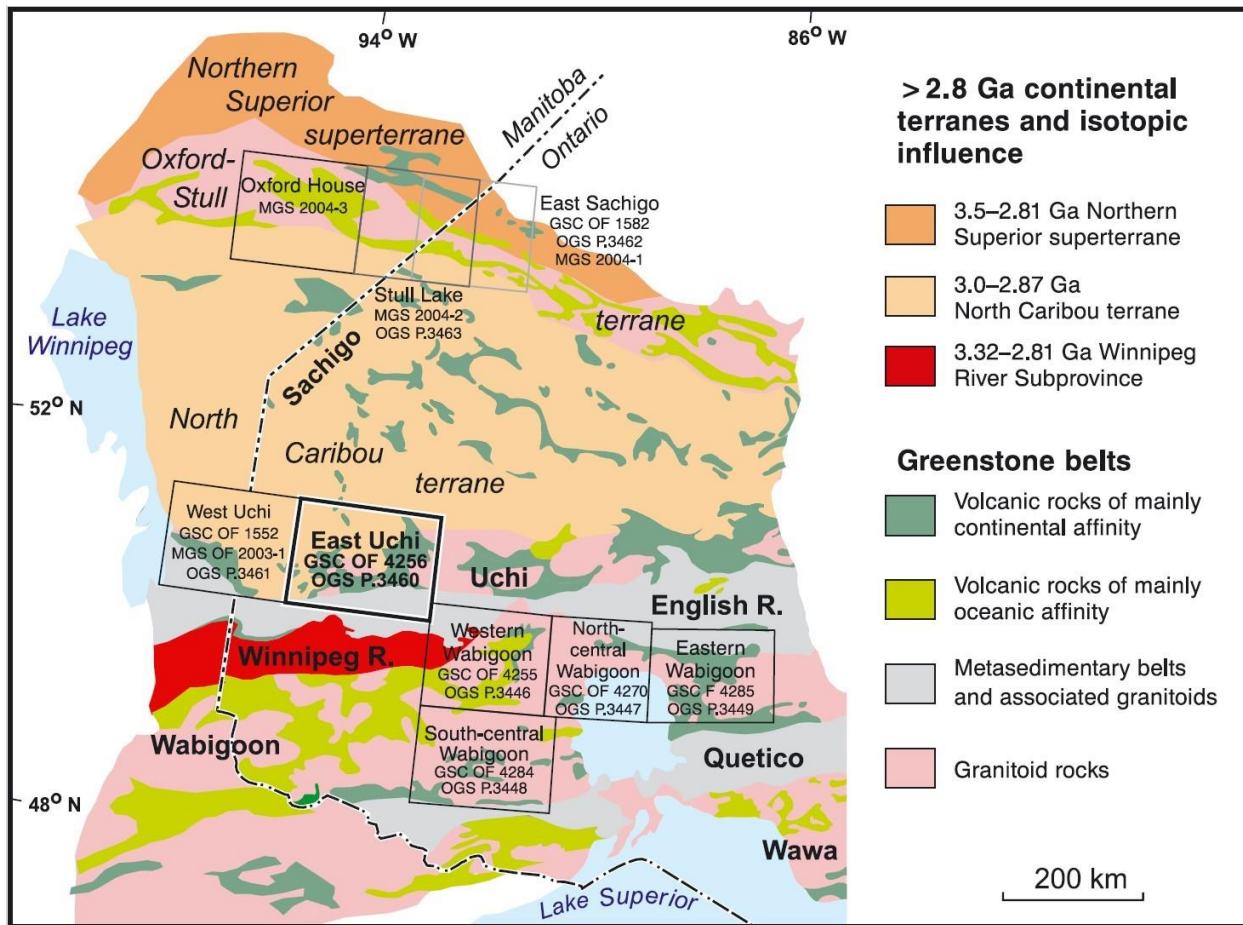 94° W
86° W
Northern
Superior
superterrane
Manitoba
Ontario
Oxford-
Stull
Oxford House
MGS 2004-3
East Sachigo
GSC OF 1582
OGS P.3462
MGS 2004-1
Stull Lake
MGS 2004-2
OGS P.3463
terrane
Lake
Winnipeg
Sachigo
52° N
North
Caribou
terrane
West Uchi
GSC OF 1552
MGS OF 2003-1
OGS P.3461
East Uchi
GSC OF 4256
OGS P.3460
Uchi
English R.
Winnipeg R.
Western
Wabigoon
GSC OF 4255
OGS P.3446
North-
central
Wabigoon
GSC OF 4270
OGS P.3447
Eastern
Wabigoon
GSC F 4285
OGS P.3449
Wabigoon
South-central
Wabigoon
GSC OF 4284
OGS P.3448
Quetico
48° N
Wawa
Lake Superior
>2.8 Ga continental
terranes and isotopic
influence
3.5–2.81 Ga Northern
Superior superterrane
3.0–2.87 Ga
North Caribou terrane
3.32–2.81 Ga Winnipeg
River Subprovince
Greenstone belts
Volcanic rocks of mainly
continental affinity
Volcanic rocks of mainly
oceanic affinity
Metasedimentary belts
and associated granitoids
Granitoid rocks
200 km